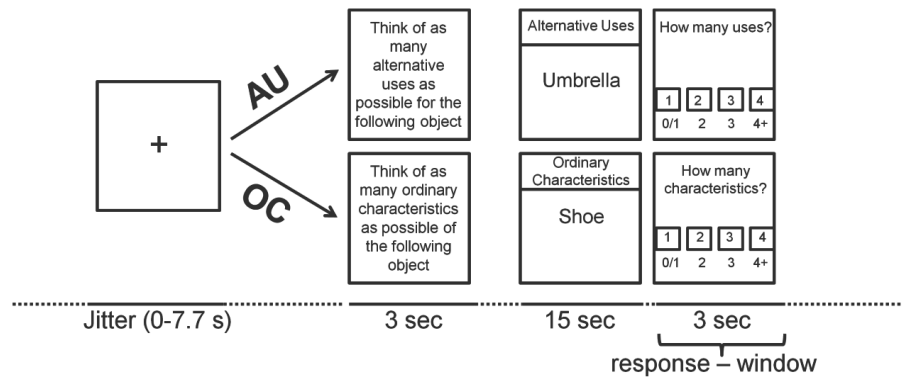 +
AU
OC
Think of as
many
alternative
uses as
possible for the
following object
Alternative Uses
Umbrella
How many uses?
1 2 3 4
0/1 2 3 4+
Think of as
many ordinary
characteristics
as possible of
the following
object
Ordinary
Characteristics
Shoe
How many
characteristics?
1 2 3 4
0/1 2 3 4+
Jitter (0-7.7 s) 3 sec 15 sec 3 sec
response – window